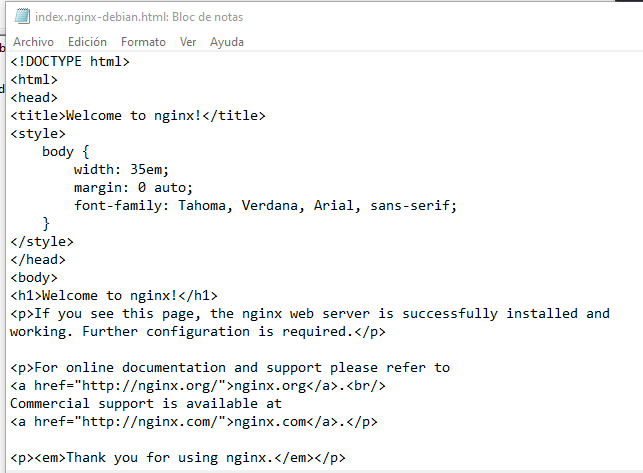 index.nginx-debian.html: Bloc de notas
Archivo Edición Formato Ver Ayuda
<!DOCTYPE html>
<html>
<head>
<title>Welcome to nginx!</title>
<style>
    body {
        width: 35em;
        margin: 0 auto;
        font-family: Tahoma, Verdana, Arial, sans-serif;
    }
</style>
</head>
<body>
<h1>Welcome to nginx!</h1>
<p>If you see this page, the nginx web server is successfully installed and
working. Further configuration is required.</p>

<p>For online documentation and support please refer to
<a href="http://nginx.org/">nginx.org</a>.<br/>
Commercial support is available at
<a href="http://nginx.com/">nginx.com</a>.</p>

<p><em>Thank you for using nginx.</em></p>